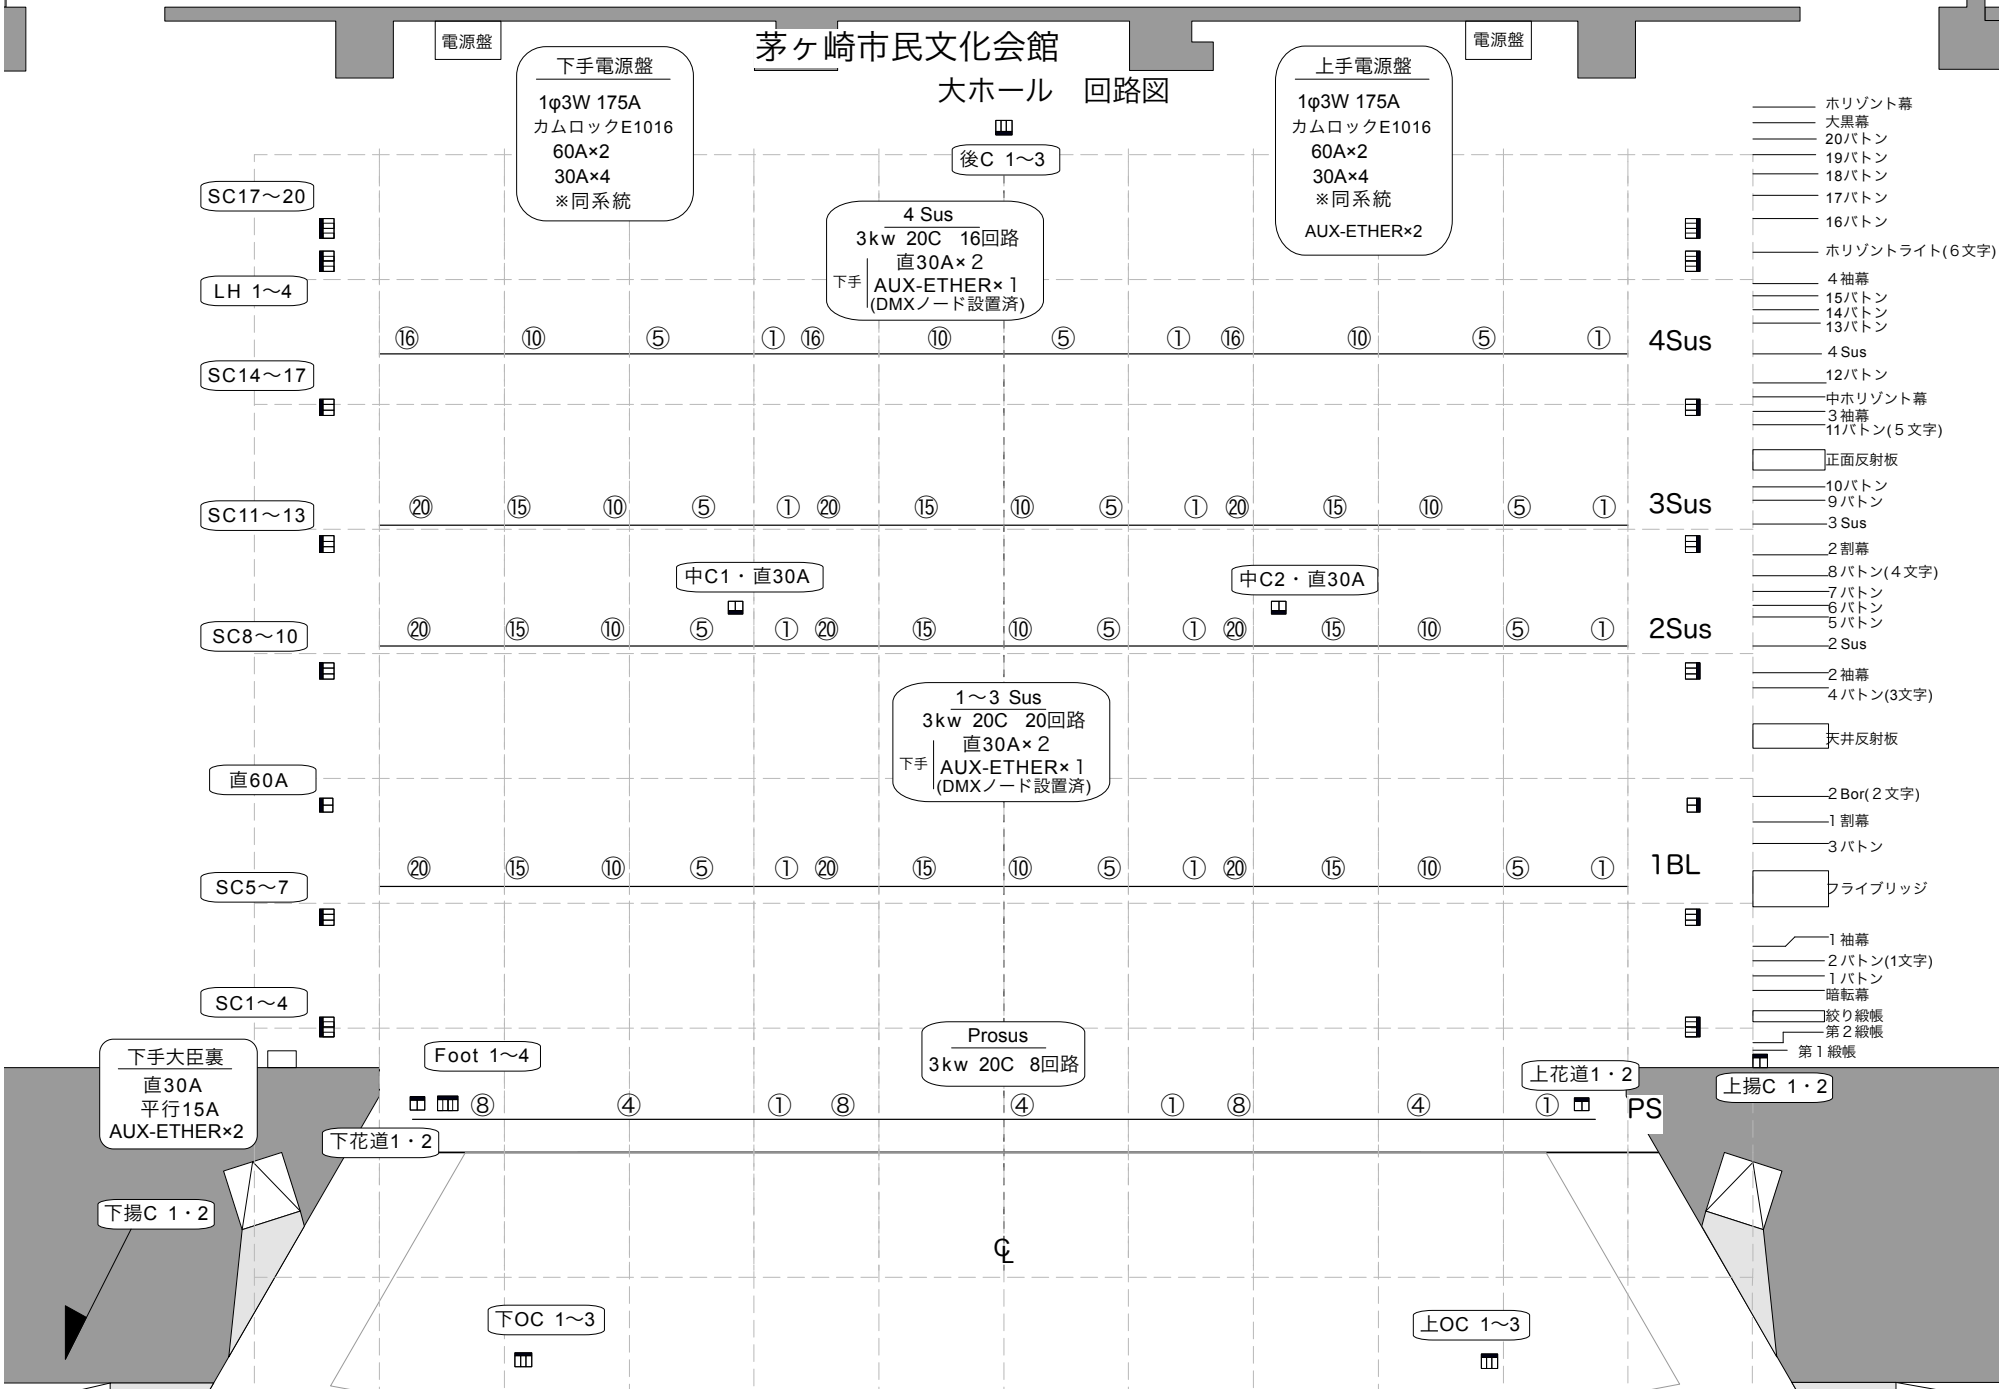 電源盤
茅ヶ崎市民文化会館
大ホール　回路図
電源盤
下手電源盤
1φ3W 175A
カムロックE1016
60A×2
30A×4
※同系統
上手電源盤
1φ3W 175A
カムロックE1016
60A×2
30A×4
※同系統
AUX-ETHER×2
後C 1〜3
4 Sus
3kw 20C 16回路
直30A×２
下手
AUX-ETHER×１
(DMXノード設置済)
SC17〜20
LH 1〜4
⑯ ⑩ ⑤ ① ⑯ ⑩ ⑤ ① ⑯ ⑩ ⑤ ① 4Sus
SC14〜17
SC11〜13
⑳ ⑮ ⑩ ⑤ ① ⑳ ⑮ ⑩ ⑤ ① ⑳ ⑮ ⑩ ⑤ ① 3Sus
中C1・直30A
中C2・直30A
SC8〜10
⑳ ⑮ ⑩ ⑤ ① ⑳ ⑮ ⑩ ⑤ ① ⑳ ⑮ ⑩ ⑤ ① 2Sus
1〜3 Sus
3kw 20C 20回路
直30A×２
下手
AUX-ETHER×１
(DMXノード設置済)
直60A
⑳ ⑮ ⑩ ⑤ ① ⑳ ⑮ ⑩ ⑤ ① ⑳ ⑮ ⑩ ⑤ ① 1BL
SC5〜7
SC1〜4
Prosus
3kw 20C 8回路
下手大臣裏
直30A
平行15A
AUX-ETHER×2
Foot 1〜4
上花道1・2
上揚C 1・2
⑧ ④ ① ⑧ ④ ① ⑧ ④ ① PS
下花道1・2
下揚C 1・2
℄
下OC 1〜3
上OC 1〜3
ホリゾント幕
大黒幕
20バトン
19バトン
18バトン
17バトン
16バトン
ホリゾントライト(６文字)
４袖幕
15バトン
14バトン
13バトン
４Sus
12バトン
中ホリゾント幕
３袖幕
11バトン(５文字)
正面反射板
10バトン
９バトン
３Sus
２割幕
８バトン(４文字)
７バトン
６バトン
５バトン
２Sus
２袖幕
４バトン(3文字)
天井反射板
２Bor(２文字)
１割幕
３バトン
フライブリッジ
１袖幕
２バトン(1文字)
１バトン
暗転幕
絞り緞帳
第２緞帳
第１緞帳